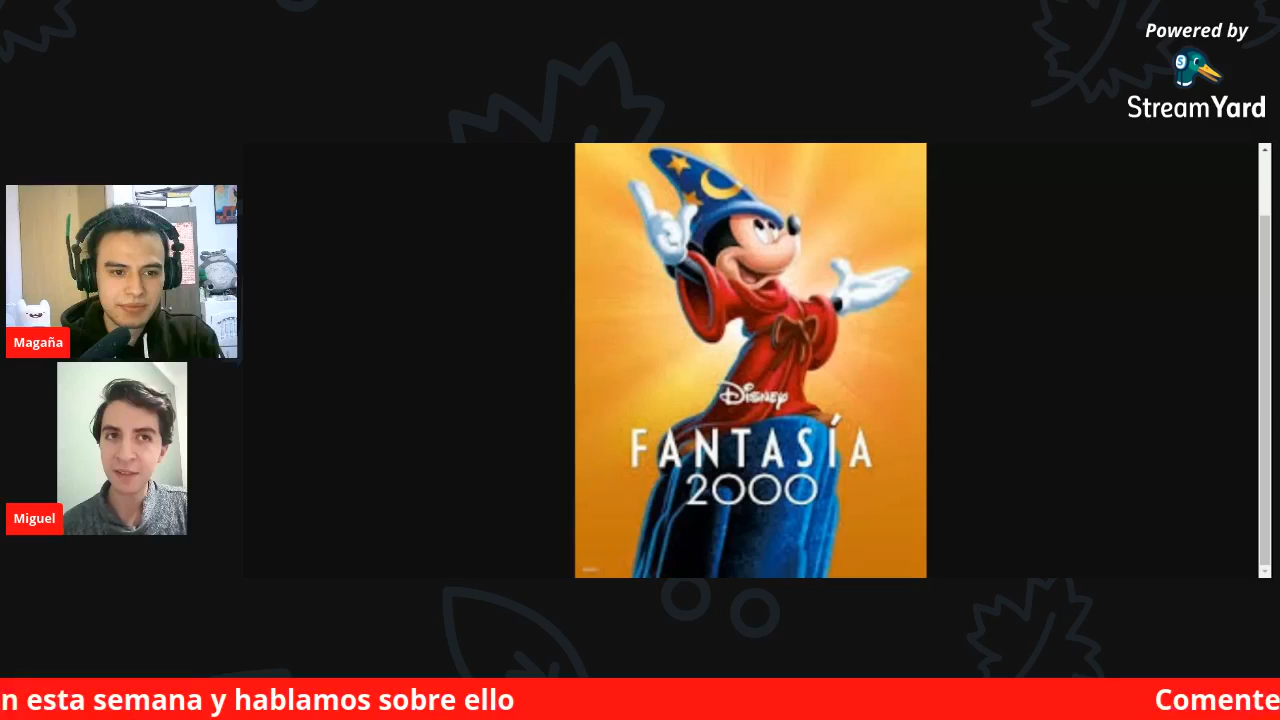 Powered by
StreamYard
Magaña
Miguel
Disney
FANTASÍA
2000
n esta semana y hablamos sobre ello
Comente